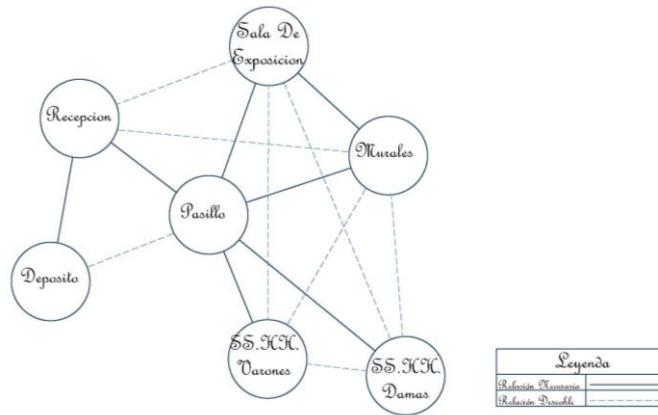 Sala De
Exposicion
Recepcion
Murales
Pasillo
Deposito
SS.HH.
Varones
SS.HH.
Damas
Leyenda
Relación Necesaria
Relación Deseable